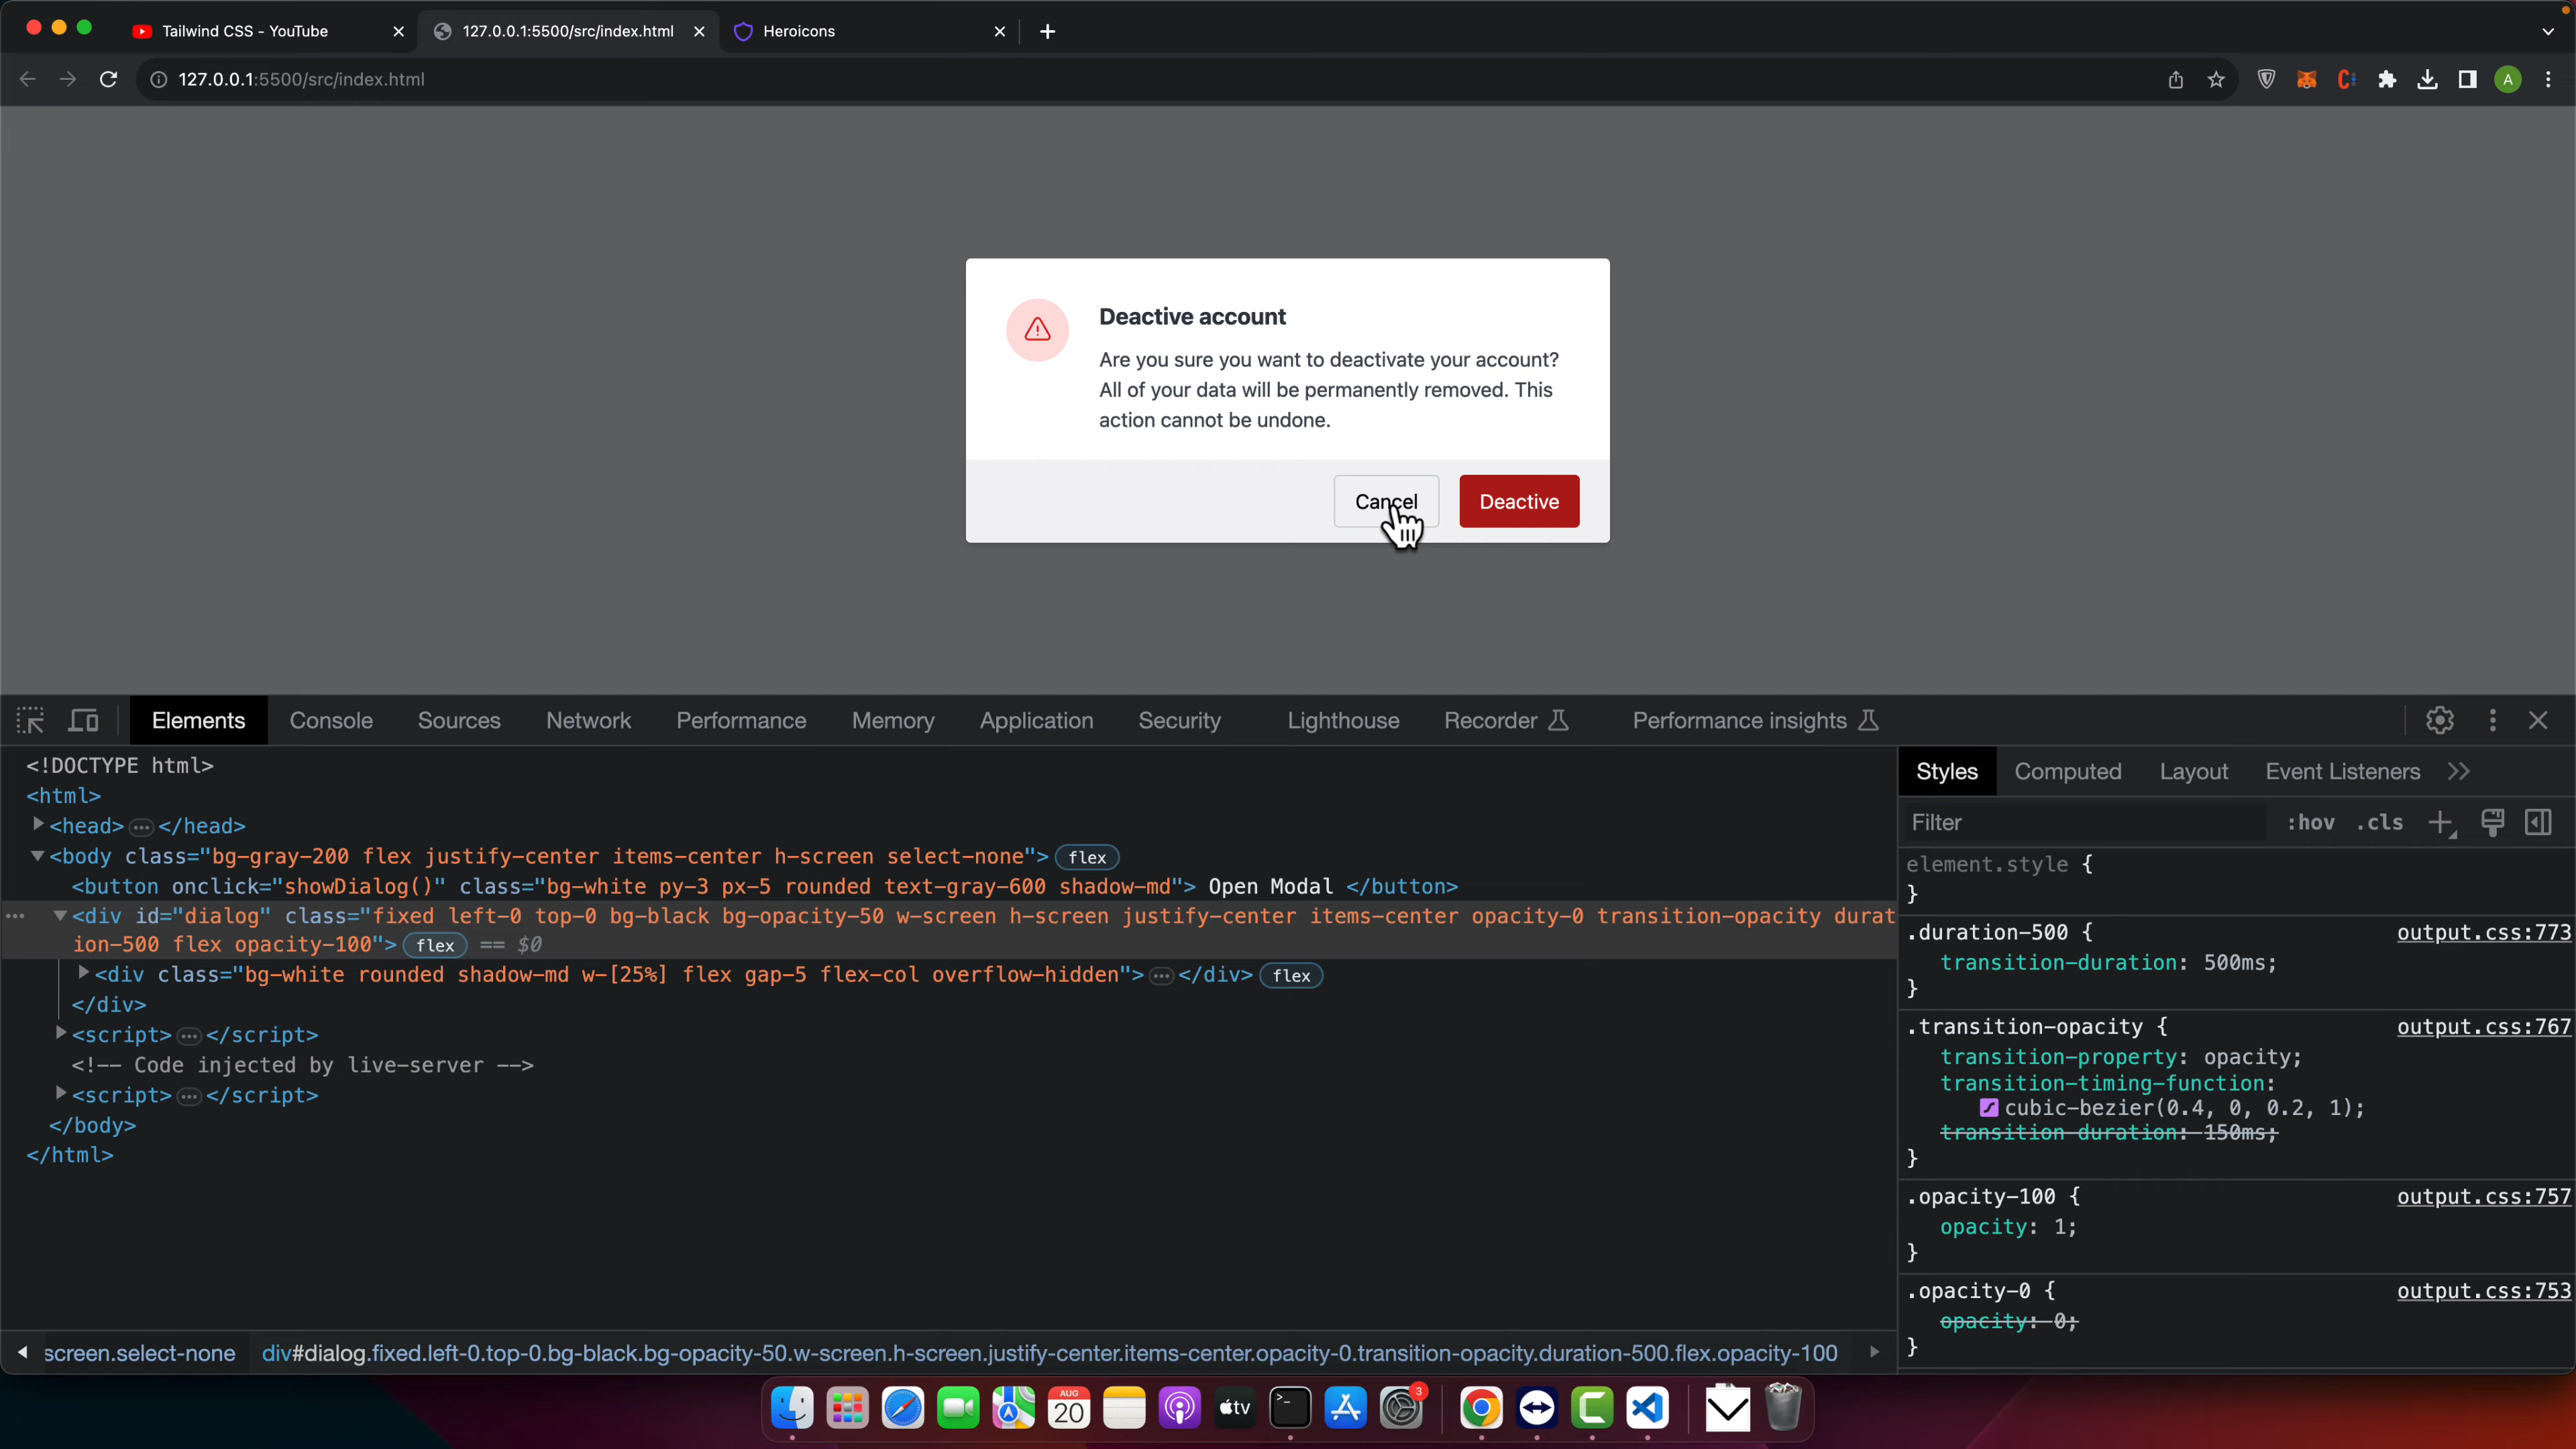 Tailwind CSS - YouTube
127.0.0.1:5500/src/index.html
Heroicons
127.0.0.1:5500/src/index.html
A
Deactive account
Are you sure you want to deactivate your account?
All of your data will be permanently removed. This
action cannot be undone.
Cancel
Deactive
Elements
Console
Sources
Network
Performance
Memory
Application
Security
Lighthouse
Recorder
Performance insights
<!DOCTYPE html>
<html>
<head> ••• </head>
<body class="bg-gray-200 flex justify-center items-center h-screen select-none"> flex
<button onclick="showDialog()" class="bg-white py-3 px-5 rounded text-gray-600 shadow-md"> Open Modal </button>
<div id="dialog" class="fixed left-0 top-0 bg-black bg-opacity-50 w-screen h-screen justify-center items-center opacity-0 transition-opacity durat
ion-500 flex opacity-100"> flex == $0
<div class="bg-white rounded shadow-md w-[25%] flex gap-5 flex-col overflow-hidden"> ••• </div> flex
</div>
<script> ••• </script>
<!-- Code injected by live-server -->
<script> ••• </script>
</body>
</html>
screen.select-none
div#dialog.fixed.left-0.top-0.bg-black.bg-opacity-50.w-screen.h-screen.justify-center.items-center.opacity-0.transition-opacity.duration-500.flex.opacity-100
Styles
Computed
Layout
Event Listeners
Filter
:hov
.cls
element.style {
}
.duration-500 { output.css:773
transition-duration: 500ms;
}
.transition-opacity { output.css:767
transition-property: opacity;
transition-timing-function:
cubic-bezier(0.4, 0, 0.2, 1);
transition-duration: 150ms;
}
.opacity-100 { output.css:757
opacity: 1;
}
.opacity-0 { output.css:753
opacity: 0;
}
AUG
20
tv
3